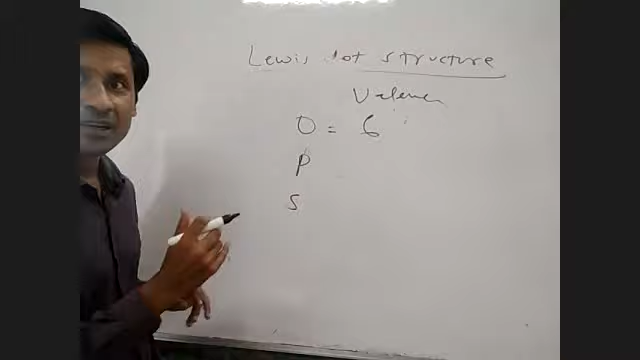 Lewis dot structure
Valence
O = 6
P
S